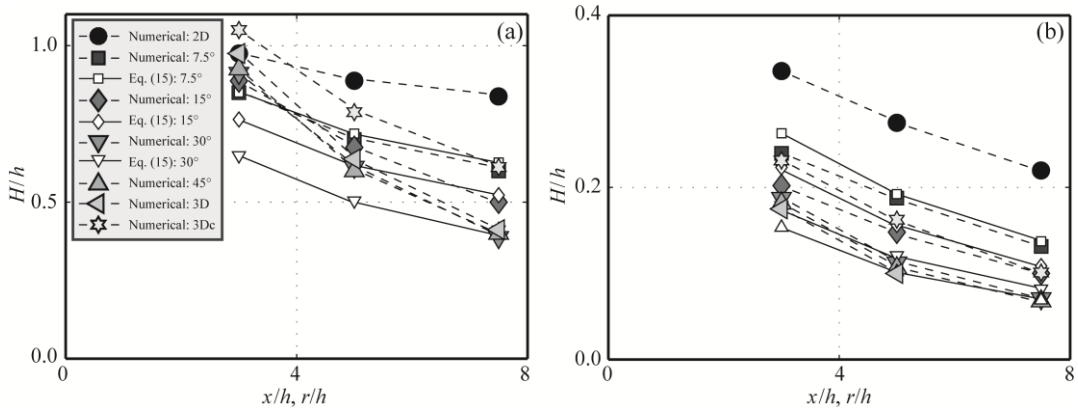 (a)
1.0
0.5
0.0
H/h
Numerical: 2D
Numerical: 7.5°
Eq. (15): 7.5°
Numerical: 15°
Eq. (15): 15°
Numerical: 30°
Eq. (15): 30°
Numerical: 45°
Numerical: 3D
Numerical: 3Dc
0 4 8
x/h, r/h
(b)
0.4
0.2
0.0
H/h
0 4 8
x/h, r/h